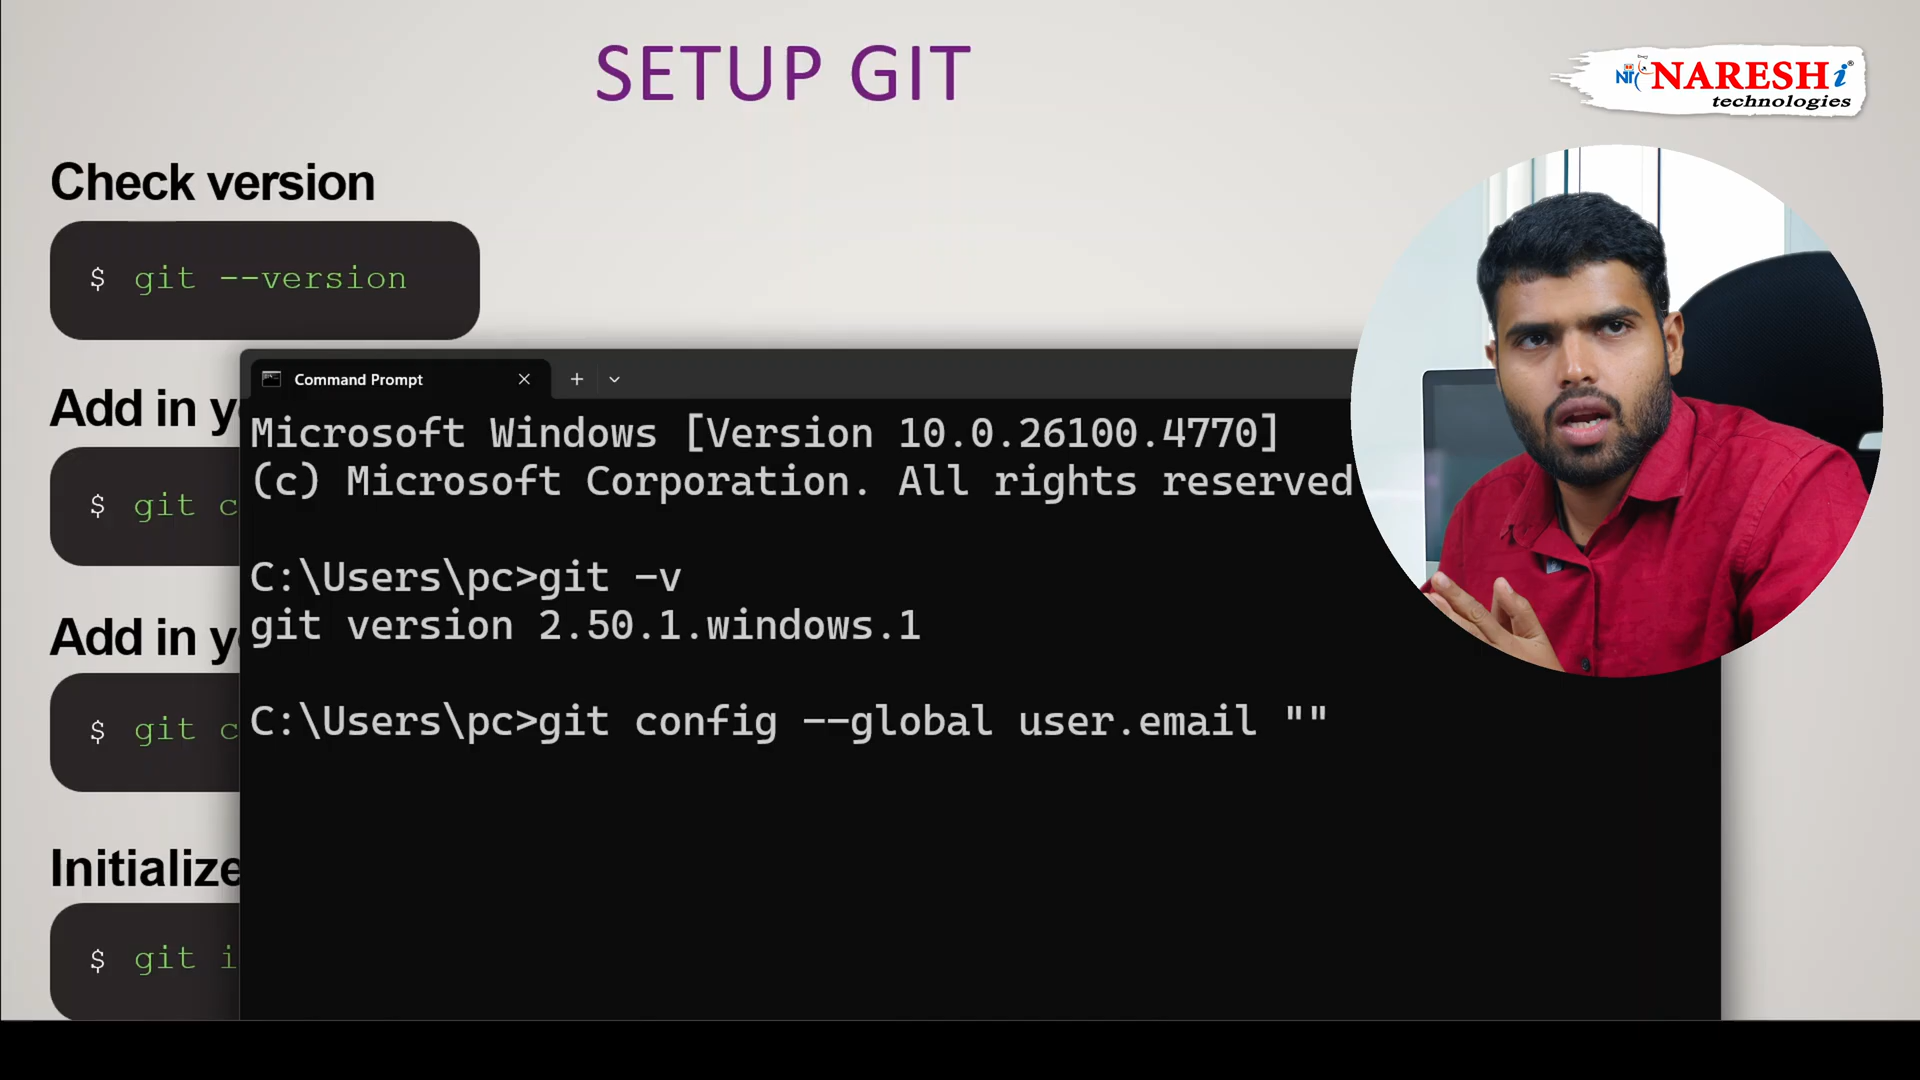 SETUP GIT
NARESH i
technologies
Check version
$ git --version
Command Prompt
Add in y
Microsoft Windows [Version 10.0.26100.4770]
(c) Microsoft Corporation. All rights reserved
$ git c
C:\Users\pc>git -v
git version 2.50.1.windows.1
Add in y
C:\Users\pc>git config --global user.email ""
$ git c
Initialize
$ git i